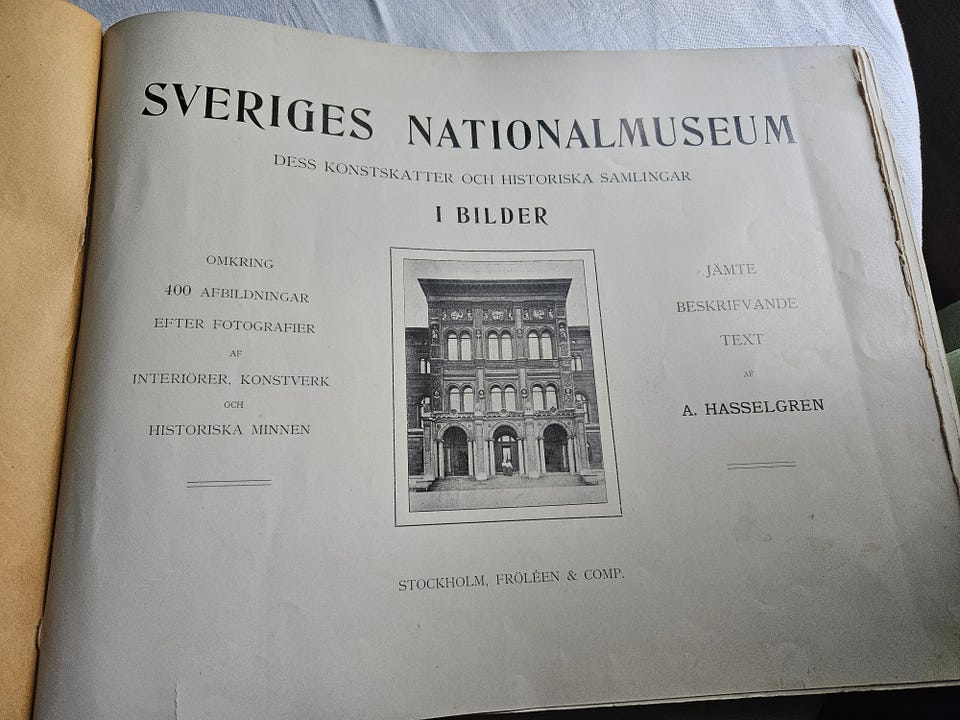 SVERIGES NATIONALMUSEUM
DESS KONSTSKATTER OCH HISTORISKA SAMLINGAR
I BILDER
OMKRING
400 AFBILDNINGAR
EFTER FOTOGRAFIER
AF
INTERIÖRER, KONSTVERK
OCH
HISTORISKA MINNEN
JÄMTE
BESKRIFVANDE
TEXT
AF
A. HASSELGREN
STOCKHOLM, FRÖLÉEN & COMP.